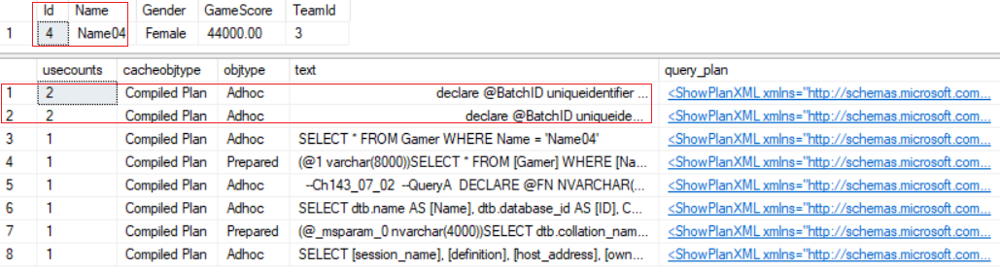 Id Name Gender GameScore TeamId
1 4 Name04 Female 44000.00 3
usecounts cacheobjtype objtype text query_plan
1 2 Compiled Plan Adhoc declare @BatchID uniqueidentifier ... <ShowPlanXML xmlns="http://schemas.microsoft.com...
2 2 Compiled Plan Adhoc declare @BatchID uniqueide... <ShowPlanXML xmlns="http://schemas.microsoft.com...
3 1 Compiled Plan Adhoc SELECT * FROM Gamer WHERE Name = 'Name04' <ShowPlanXML xmlns="http://schemas.microsoft.com...
4 1 Compiled Plan Prepared (@1 varchar(8000))SELECT * FROM [Gamer] WHERE [Na... <ShowPlanXML xmlns="http://schemas.microsoft.com...
5 1 Compiled Plan Adhoc --Ch143_07_02 --QueryA DECLARE @FN NVARCHAR(... <ShowPlanXML xmlns="http://schemas.microsoft.com...
6 1 Compiled Plan Adhoc SELECT dtb.name AS [Name], dtb.database_id AS [ID], C... <ShowPlanXML xmlns="http://schemas.microsoft.com...
7 1 Compiled Plan Prepared (@_msparam_0 nvarchar(4000))SELECT dtb.collation_nam... <ShowPlanXML xmlns="http://schemas.microsoft.com...
8 1 Compiled Plan Adhoc SELECT [session_name], [definition], [host_address], [own... <ShowPlanXML xmlns="http://schemas.microsoft.com...